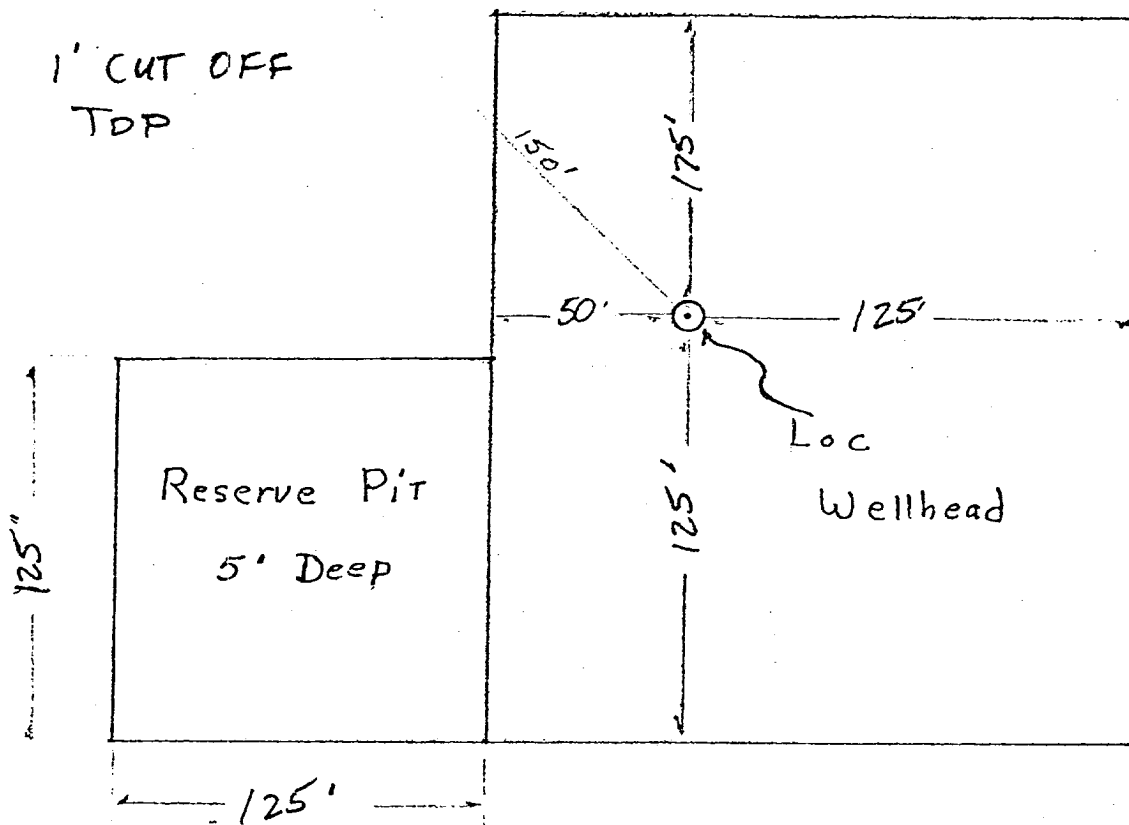 1' CUT OFF
TOP
175'
150'
50'
125'
Loc
Wellhead
125'
Reserve Pit
5' Deep
125"
125'